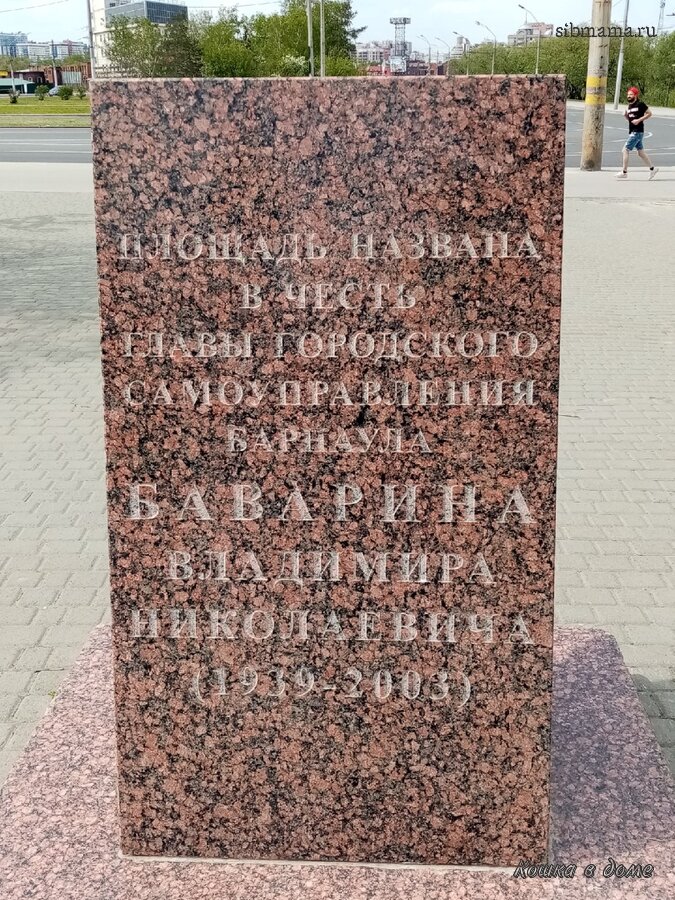 sibmama.ru
ПЛОЩАДЬ НАЗВАНА
В ЧЕСТЬ
ГЛАВЫ ГОРОДСКОГО
САМОУПРАВЛЕНИЯ
БАРНАУЛА
БАВАРИНА
ВЛАДИМИРА
НИКОЛАЕВИЧА
(1939-2003)
Кошка в доме